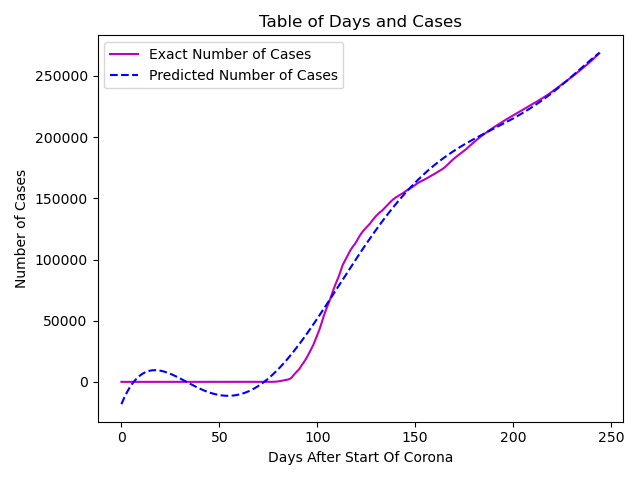 Table of Days and Cases
Exact Number of Cases
Predicted Number of Cases
Number of Cases
250000
200000
150000
100000
50000
0
0 50 100 150 200 250
Days After Start Of Corona